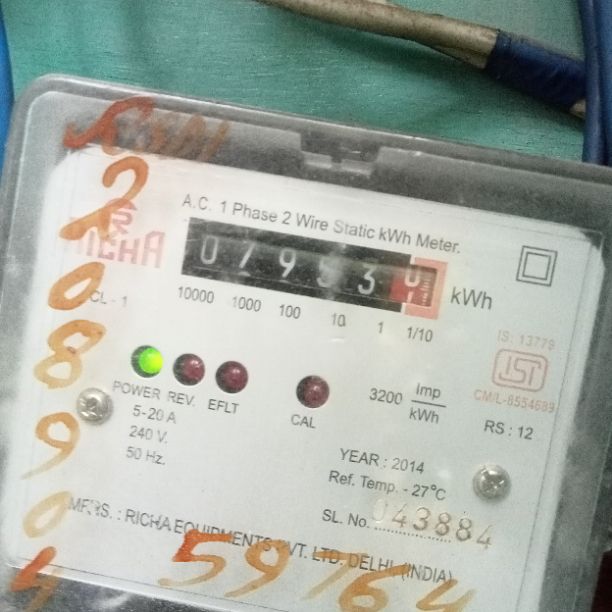 A.C. 1 Phase 2 Wire Static kWh Meter.
RICHA
0 7 9 5 3
kWh
CL - 1
10000 1000 100 10 1 1/10
IS: 13779
ISI
CM/L-8554689
RS : 12
POWER REV. EFLT CAL
3200 Imp/kWh
5-20 A
240 V.
50 Hz.
YEAR : 2014
Ref. Temp. - 27°C
SL. No. 043884
MFRS. : RICHA EQUIPMENTS PVT. LTD. DELHI (INDIA)
2
0
8
9
0
4
59764